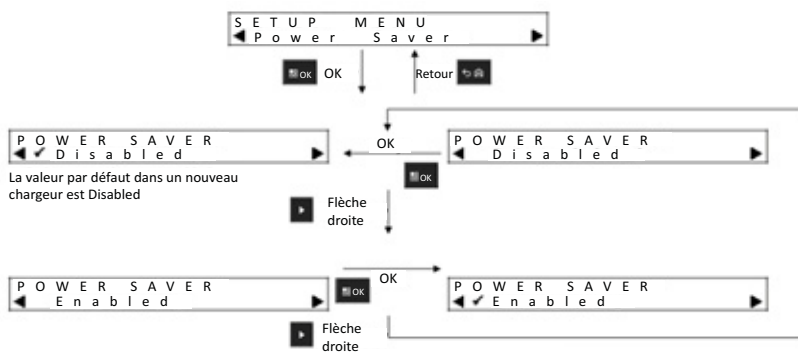 SETUP MENU
◀ Power Saver ▶
OK OK
Retour
POWER SAVER
◀ ✔ Disabled ▶
OK
POWER SAVER
◀ Disabled ▶
OK
La valeur par défaut dans un nouveau
chargeur est Disabled
Flèche
droite
POWER SAVER
◀ Enabled ▶
OK
OK
POWER SAVER
◀ ✔ Enabled ▶
Flèche
droite